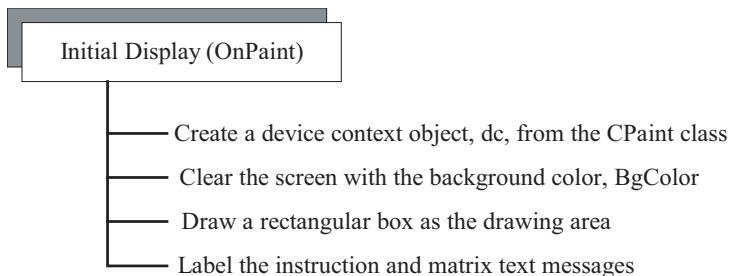 Initial Display (OnPaint)
Create a device context object, dc, from the CPaint class
Clear the screen with the background color, BgColor
Draw a rectangular box as the drawing area
Label the instruction and matrix text messages